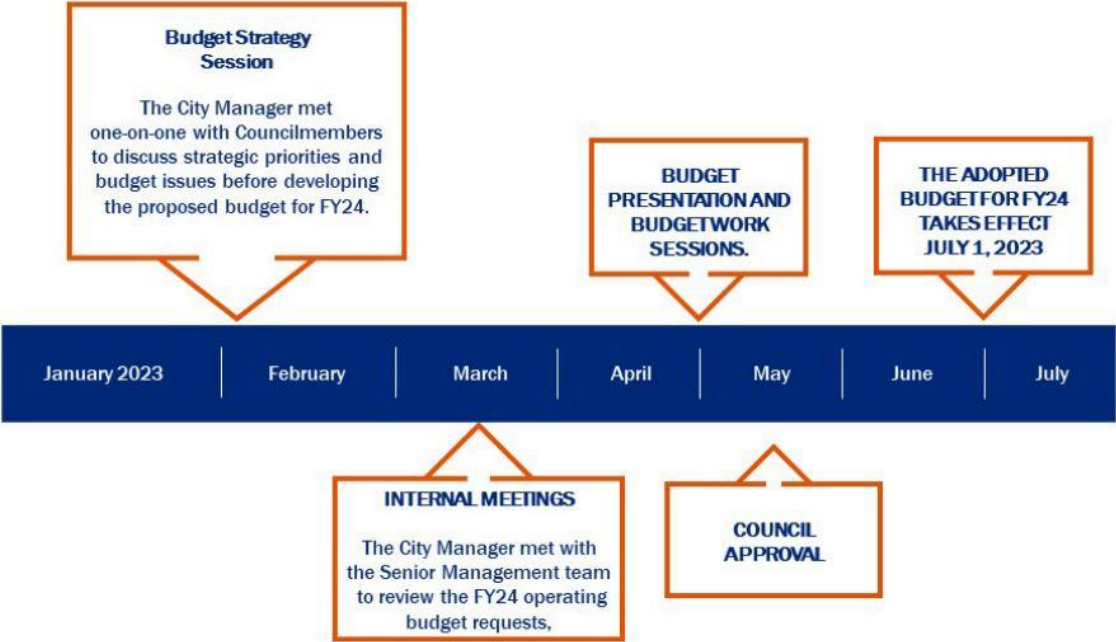 Budget Strategy
Session
The City Manager met
one-on-one with Councilmembers
to discuss strategic priorities and
budget issues before developing
the proposed budget for FY24.
BUDGET
PRESENTATION AND
BUDGET WORK
SESSIONS.
THE ADOPTED
BUDGET FOR FY24
TAKES EFFECT
JULY 1, 2023
January 2023
February
March
April
May
June
July
INTERNAL MEETINGS
The City Manager met with
the Senior Management team
to review the FY24 operating
budget requests,
COUNCIL
APPROVAL